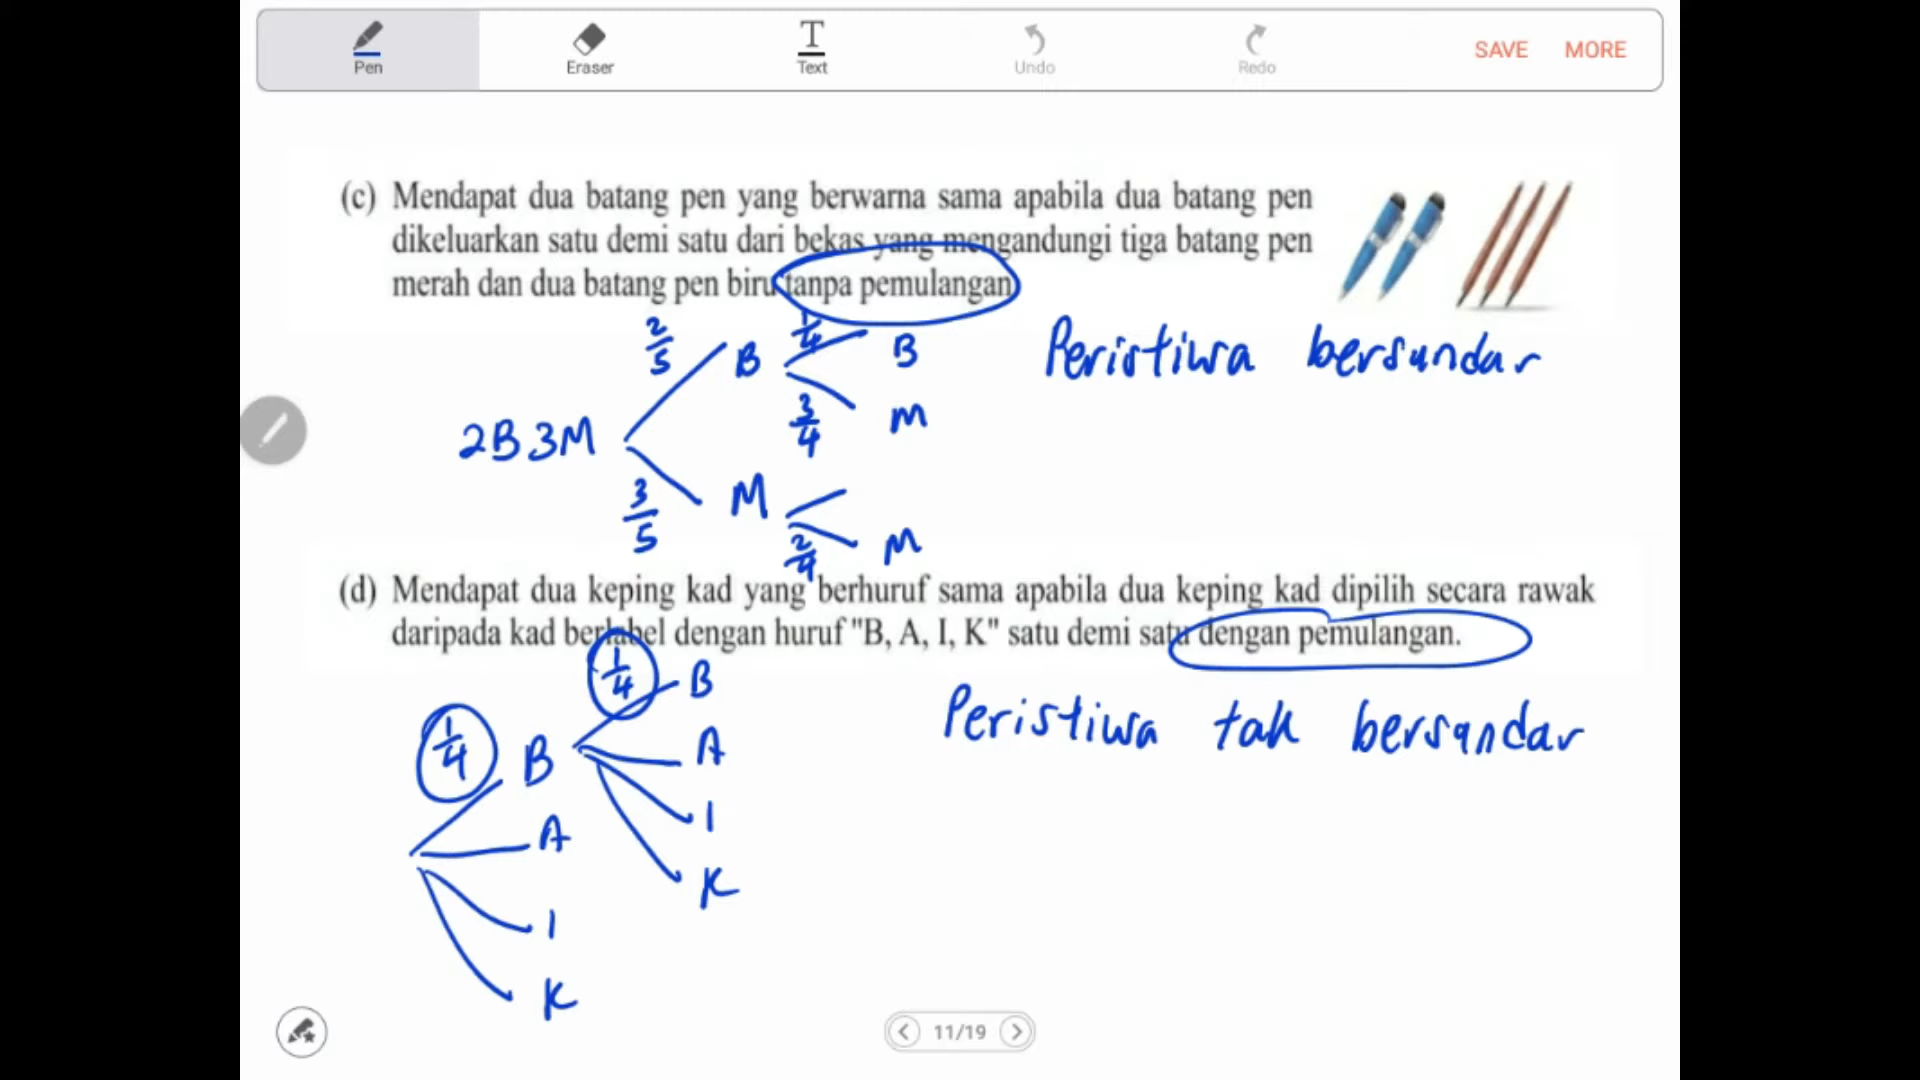 Pen
Eraser
T
Text
Undo
Redo
SAVE
MORE
(c) Mendapat dua batang pen yang berwarna sama apabila dua batang pen
dikeluarkan satu demi satu dari bekas yang mengandungi tiga batang pen
merah dan dua batang pen biru tanpa pemulangan
2/5 B 1/4 B
Peristiwa bersandar
3/4 M
2B 3M
3/5 M
2/4 M
(d) Mendapat dua keping kad yang berhuruf sama apabila dua keping kad dipilih secara rawak
daripada kad berlabel dengan huruf "B, A, I, K" satu demi satu dengan pemulangan.
1/4 B
Peristiwa tak bersandar
1/4 B
A
I
K
A
I
K
11/19